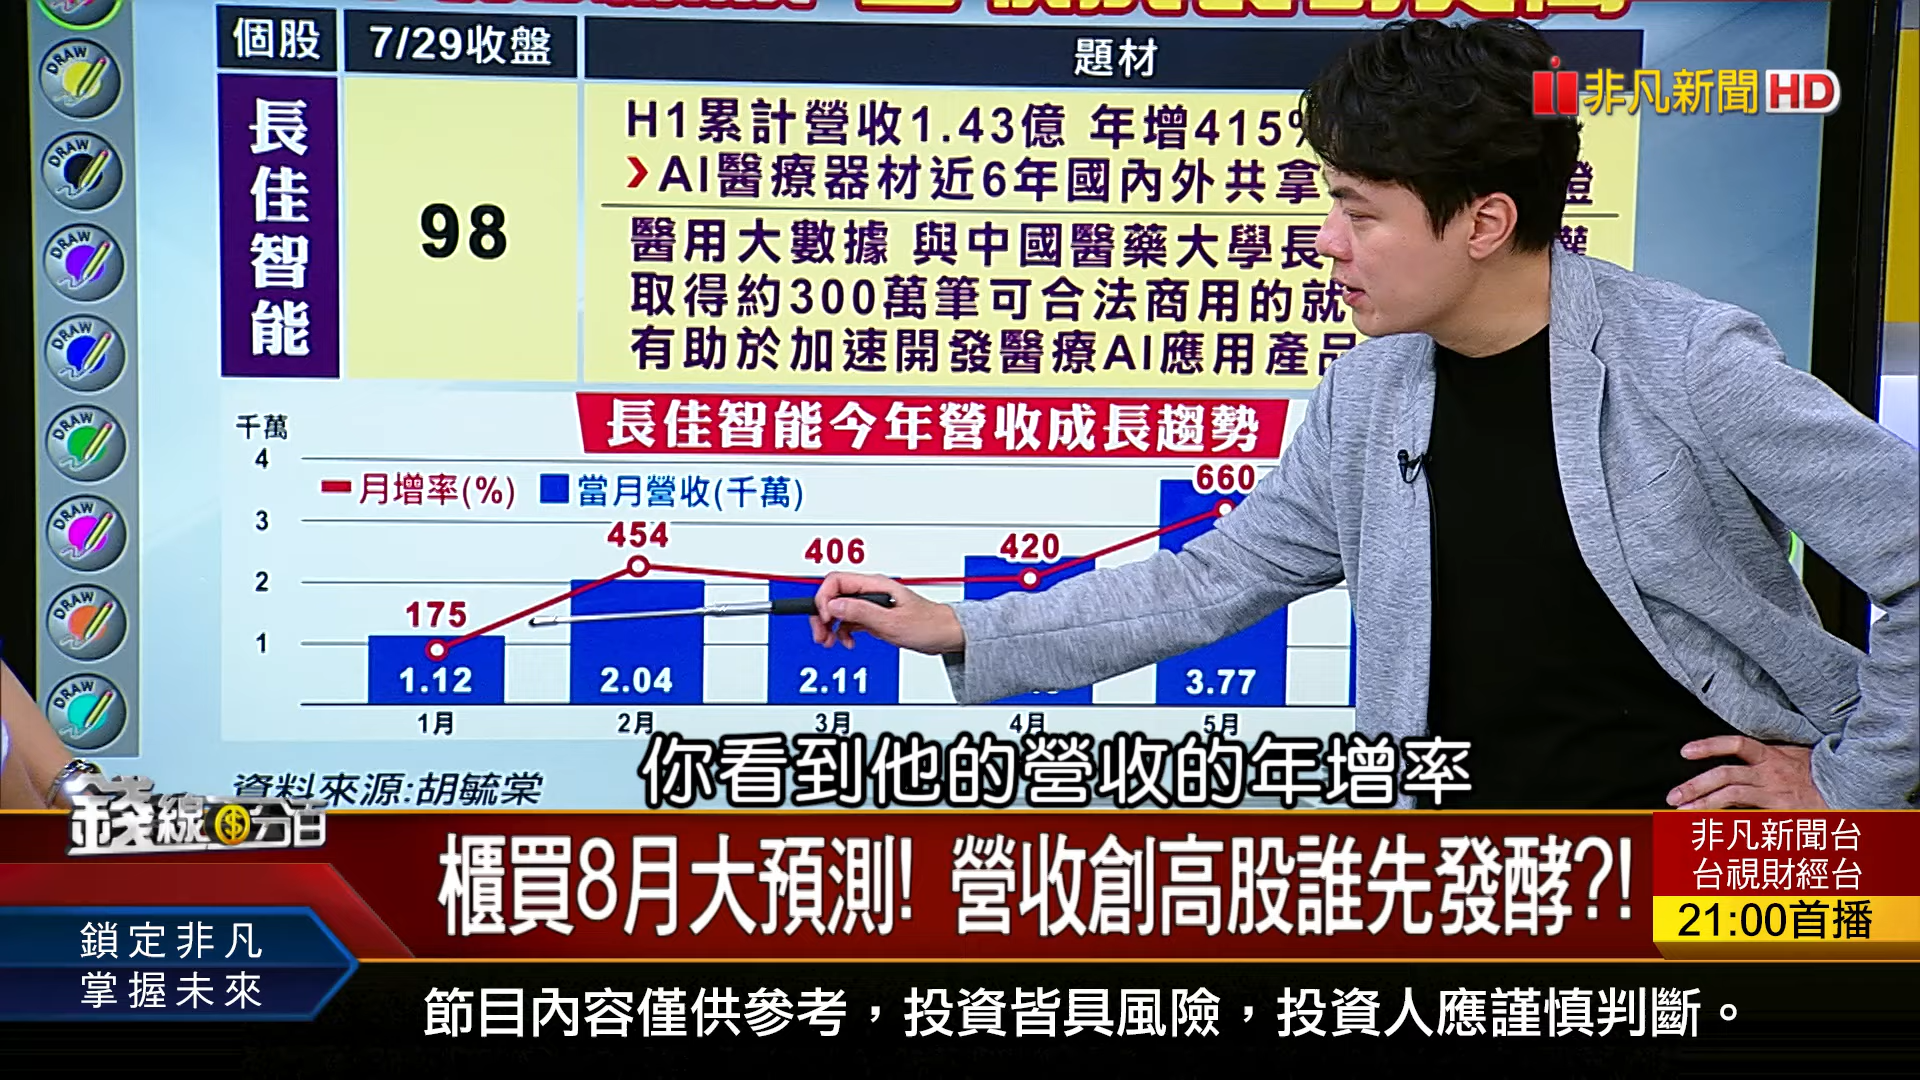 個股 7/29收盤 題材
非凡新聞HD
長佳智能
98
H1累計營收1.43億 年增415%
AI醫療器材近6年國內外共拿
醫用大數據 與中國醫藥大學長
取得約300萬筆可合法商用的就
有助於加速開發醫療AI應用產品
DRAW
DRAW
DRAW
DRAW
DRAW
DRAW
DRAW
DRAW
長佳智能今年營收成長趨勢
千萬
4
3
2
1
月增率(%) 當月營收(千萬)
175 454 406 420 660
1.12 2.04 2.11 3.77
1月 2月 3月 4月 5月
資料來源:胡毓棠
你看到他的營收的年增率
錢線百分百
櫃買8月大預測! 營收創高股誰先發酵?!
非凡新聞台
台視財經台
21:00首播
鎖定非凡
掌握未來
節目內容僅供參考，投資皆具風險，投資人應謹慎判斷。